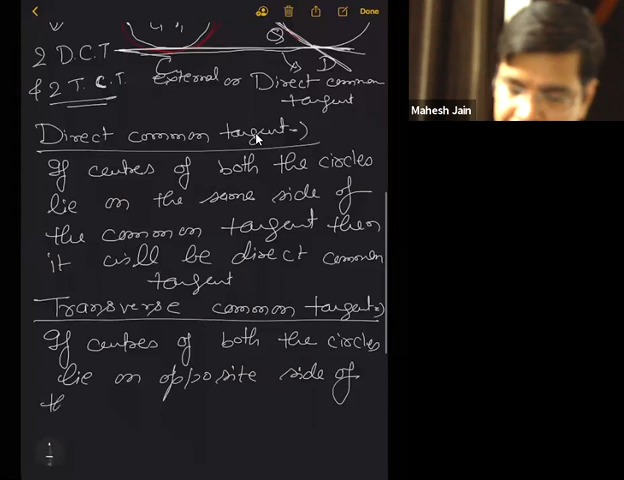 Done
Mahesh Jain
2 D.C.T
& 2 T.C.T.
C
D
external or Direct common
tangent
Direct common tangent⇒)
If centres of both the circles
lie on the same side of
the common tangent then
it will be direct common
tangent
Transverse common tangent⇒)
If centres of both the circles
lie on opposite side of
th